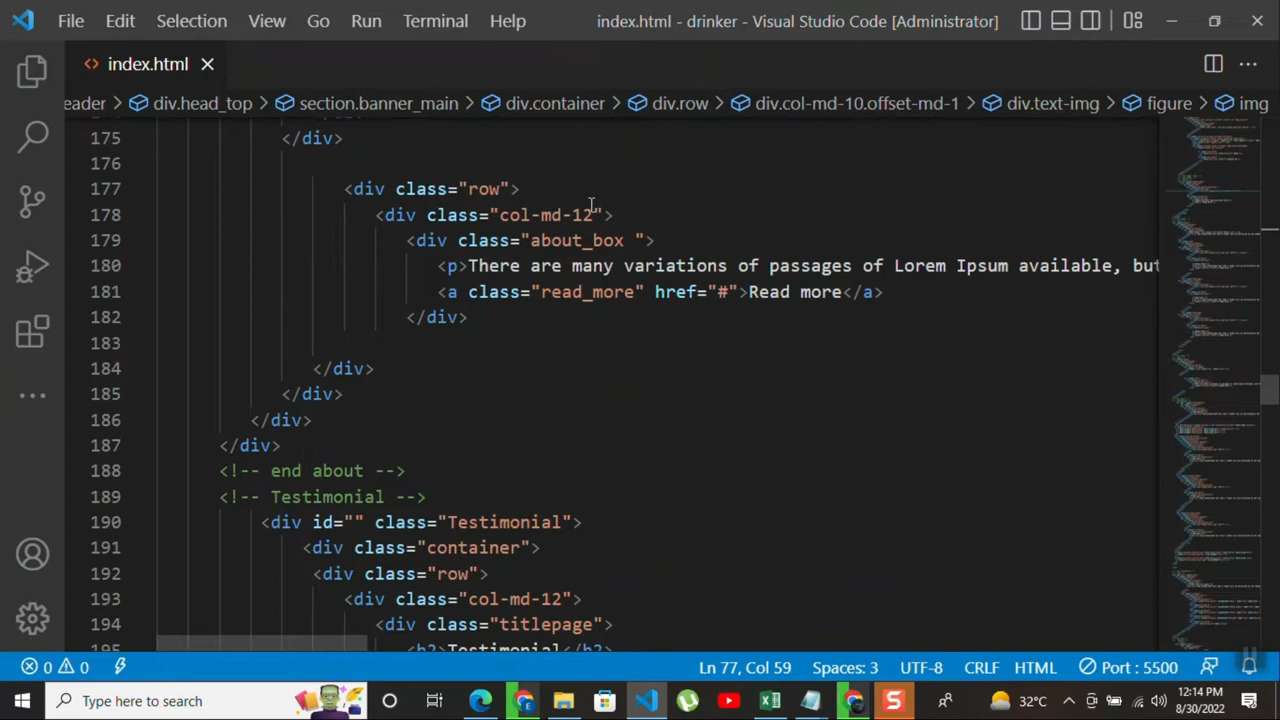 File Edit Selection View Go Run Terminal Help index.html - drinker - Visual Studio Code [Administrator]
<> index.html
eader > div.head_top > section.banner_main > div.container > div.row > div.col-md-10.offset-md-1 > div.text-img > figure > img
175 </div>
176
177 <div class="row">
178 <div class="col-md-12">
179 <div class="about_box ">
180 <p>There are many variations of passages of Lorem Ipsum available, but
181 <a class="read_more" href="#">Read more</a>
182 </div>
183
184 </div>
185 </div>
186 </div>
187 </div>
188 <!-- end about -->
189 <!-- Testimonial -->
190 <div id="" class="Testimonial">
191 <div class="container">
192 <div class="row">
193 <div class="col-md-12">
194 <div class="titlepage">
195 <h2>Testimonial</h2>
0 0 Ln 77, Col 59 Spaces: 3 UTF-8 CRLF HTML Port : 5500
Type here to search 32°C 12:14 PM
8/30/2022